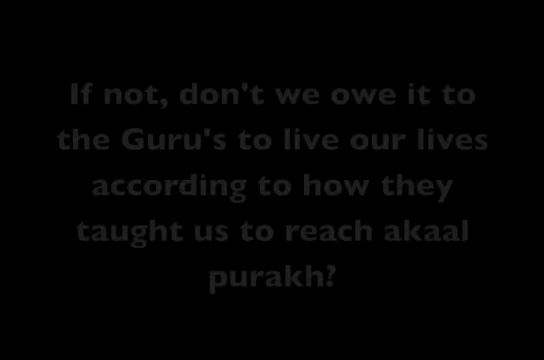 If not, don't we owe it to
the Guru's to live our lives
according to how they
taught us to reach akaal
purakh?